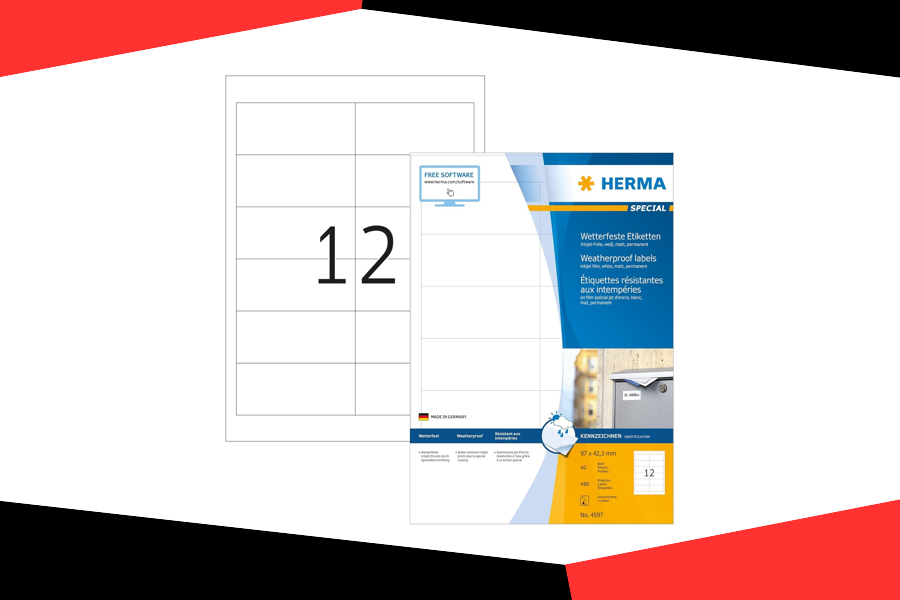 12
FREE SOFTWARE
www.herma.com/software
HERMA
SPECIAL
Wetterfeste Etiketten
Inkjet-Folie, weiß, matt, permanent
Weatherproof labels
Inkjet film, white, matt, permanent
Étiquettes résistantes
aux intempéries
en film spécial jet d'encre, blanc,
mat, permanent
MADE IN GERMANY
Wetterfest
Weatherproof
Résistant aux
intempéries
KENNZEICHNEN IDENTIFICATION
97 x 42,3 mm
40
480
12
No. 4597